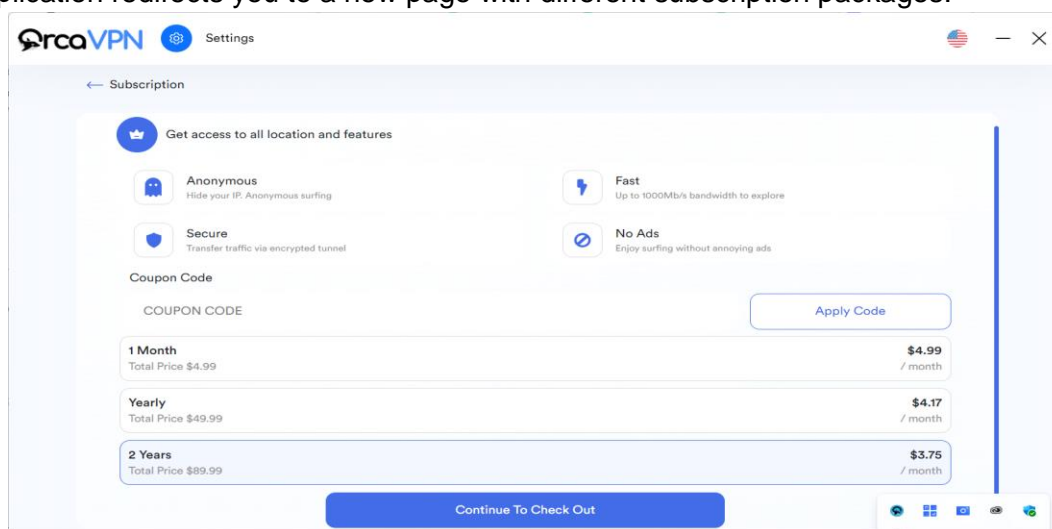 plication redirects you to a new page with different subscription packages.
OrcaVPN
Settings
← Subscription
Get access to all location and features
Anonymous
Hide your IP. Anonymous surfing
Fast
Up to 1000Mb/s bandwidth to explore
Secure
Transfer traffic via encrypted tunnel
No Ads
Enjoy surfing without annoying ads
Coupon Code
COUPON CODE
Apply Code
1 Month
Total Price $4.99
$4.99
/ month
Yearly
Total Price $49.99
$4.17
/ month
2 Years
Total Price $89.99
$3.75
/ month
Continue To Check Out